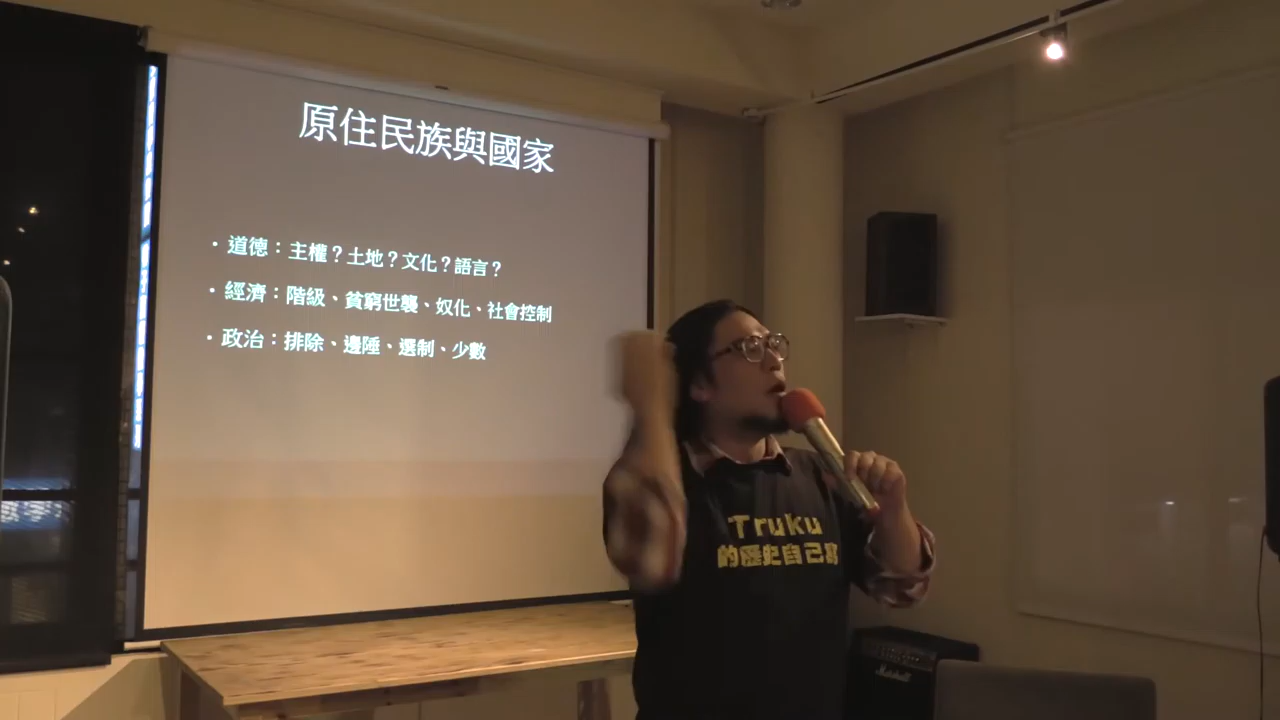 原住民族與國家
• 道德：主權？土地？文化？語言？
• 經濟：階級、貧窮世襲、奴化、社會控制
• 政治：排除、邊陲、選制、少數
Truku
的歷史自己寫
Marshall